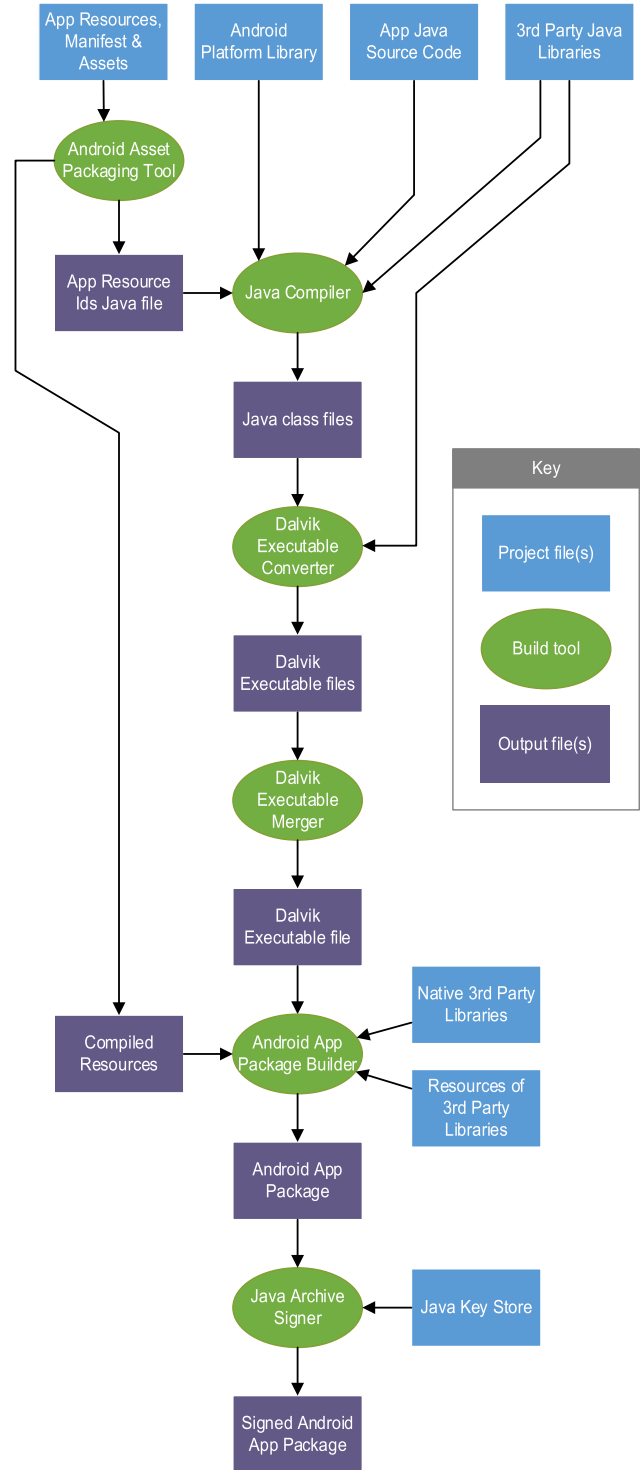 App Resources,
Manifest &
Assets
Android
Platform Library
App Java
Source Code
3rd Party Java
Libraries
Android Asset
Packaging Tool
App Resource
Ids Java file
Java Compiler
Java class files
Key
Project file(s)
Build tool
Output file(s)
Dalvik
Executable
Converter
Dalvik
Executable files
Dalvik
Executable
Merger
Dalvik
Executable file
Native 3rd Party
Libraries
Compiled
Resources
Android App
Package Builder
Resources of
3rd Party
Libraries
Android App
Package
Java Archive
Signer
Java Key Store
Signed Android
App Package